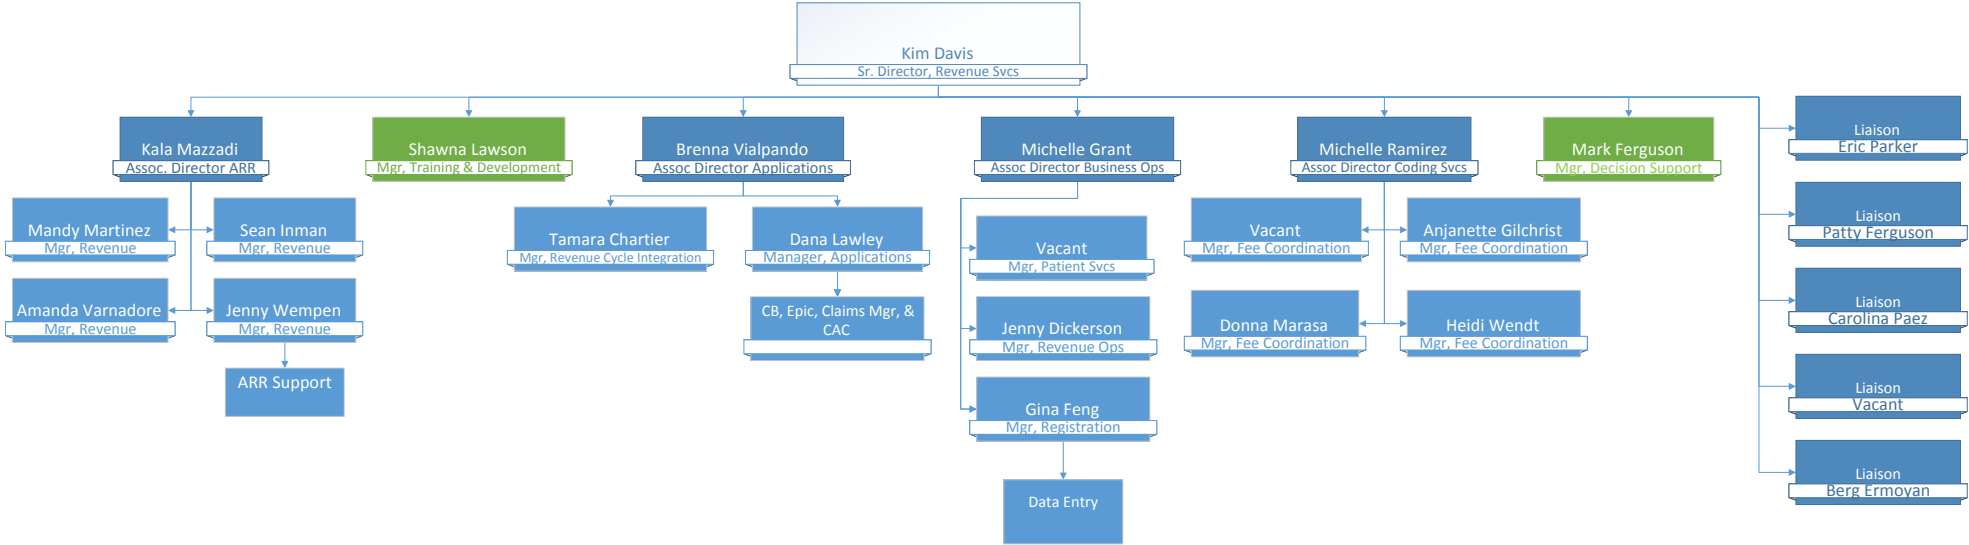 Kim Davis
Sr. Director, Revenue Svcs
Kala Mazzadi
Assoc. Director ARR
Shawna Lawson
Mgr, Training & Development
Brenna Vialpando
Assoc Director Applications
Michelle Grant
Assoc Director Business Ops
Michelle Ramirez
Assoc Director Coding Svcs
Mark Ferguson
Mgr, Decision Support
Liaison
Eric Parker
Mandy Martinez
Mgr, Revenue
Sean Inman
Mgr, Revenue
Amanda Varnadore
Mgr, Revenue
Jenny Wempen
Mgr, Revenue
ARR Support
Tamara Chartier
Mgr, Revenue Cycle Integration
Dana Lawley
Manager, Applications
CB, Epic, Claims Mgr, &
CAC
Vacant
Mgr, Patient Svcs
Jenny Dickerson
Mgr, Revenue Ops
Gina Feng
Mgr, Registration
Data Entry
Vacant
Mgr, Fee Coordination
Anjanette Gilchrist
Mgr, Fee Coordination
Donna Marasa
Mgr, Fee Coordination
Heidi Wendt
Mgr, Fee Coordination
Liaison
Patty Ferguson
Liaison
Carolina Paez
Liaison
Vacant
Liaison
Berg Ermoyan